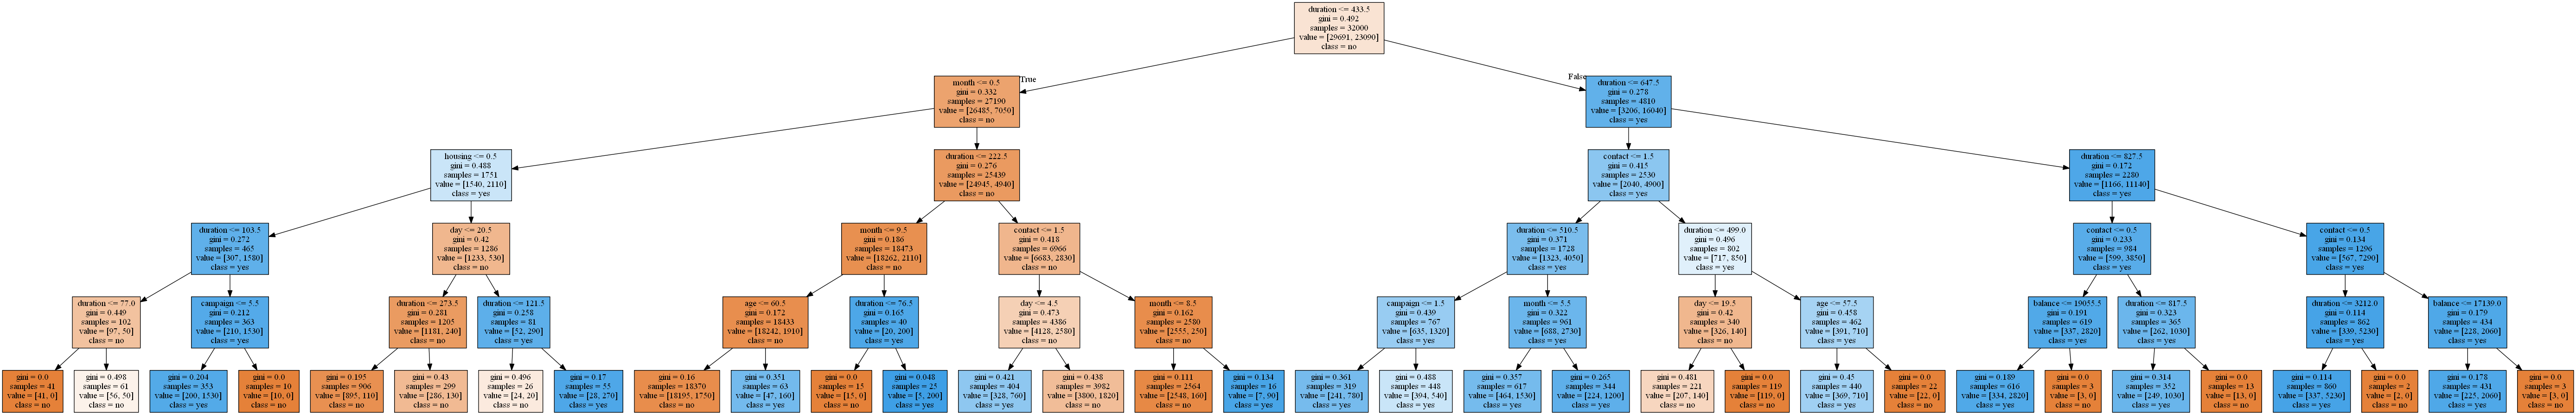 duration <= 433.5
gini = 0.492
samples = 32000
value = [29691, 23090]
class = no
True
False
month <= 0.5
gini = 0.332
samples = 27190
value = [26485, 7050]
class = no
duration <= 647.5
gini = 0.278
samples = 4810
value = [3206, 16040]
class = yes
housing <= 0.5
gini = 0.488
samples = 1751
value = [1540, 2110]
class = yes
duration <= 222.5
gini = 0.276
samples = 25439
value = [24945, 4940]
class = no
contact <= 1.5
gini = 0.415
samples = 2530
value = [2040, 4900]
class = yes
duration <= 827.5
gini = 0.172
samples = 2280
value = [1166, 11140]
class = yes
duration <= 103.5
gini = 0.272
samples = 465
value = [307, 1580]
class = yes
day <= 20.5
gini = 0.42
samples = 1286
value = [1233, 530]
class = no
month <= 9.5
gini = 0.186
samples = 18473
value = [18262, 2110]
class = no
contact <= 1.5
gini = 0.418
samples = 6966
value = [6683, 2830]
class = no
duration <= 510.5
gini = 0.371
samples = 1728
value = [1323, 4050]
class = yes
duration <= 499.0
gini = 0.496
samples = 802
value = [717, 850]
class = yes
contact <= 0.5
gini = 0.233
samples = 984
value = [599, 3850]
class = yes
contact <= 0.5
gini = 0.134
samples = 1296
value = [567, 7290]
class = yes
duration <= 77.0
gini = 0.449
samples = 102
value = [97, 50]
class = no
campaign <= 5.5
gini = 0.212
samples = 363
value = [210, 1530]
class = yes
duration <= 273.5
gini = 0.281
samples = 1205
value = [1181, 240]
class = no
duration <= 121.5
gini = 0.258
samples = 81
value = [52, 290]
class = yes
age <= 60.5
gini = 0.172
samples = 18433
value = [18242, 1910]
class = no
duration <= 76.5
gini = 0.165
samples = 40
value = [20, 200]
class = yes
day <= 4.5
gini = 0.473
samples = 4386
value = [4128, 2580]
class = no
month <= 8.5
gini = 0.162
samples = 2580
value = [2555, 250]
class = no
campaign <= 1.5
gini = 0.439
samples = 767
value = [635, 1320]
class = yes
month <= 5.5
gini = 0.322
samples = 961
value = [688, 2730]
class = yes
day <= 19.5
gini = 0.42
samples = 340
value = [326, 140]
class = no
age <= 57.5
gini = 0.458
samples = 462
value = [391, 710]
class = yes
balance <= 19055.5
gini = 0.191
samples = 619
value = [337, 2820]
class = yes
duration <= 817.5
gini = 0.323
samples = 365
value = [262, 1030]
class = yes
duration <= 3212.0
gini = 0.114
samples = 862
value = [339, 5230]
class = yes
balance <= 17139.0
gini = 0.179
samples = 434
value = [228, 2060]
class = yes
gini = 0.0
samples = 41
value = [41, 0]
class = no
gini = 0.498
samples = 61
value = [56, 50]
class = no
gini = 0.204
samples = 353
value = [200, 1530]
class = yes
gini = 0.0
samples = 10
value = [10, 0]
class = no
gini = 0.195
samples = 906
value = [895, 110]
class = no
gini = 0.43
samples = 299
value = [286, 130]
class = no
gini = 0.496
samples = 26
value = [24, 20]
class = no
gini = 0.17
samples = 55
value = [28, 270]
class = yes
gini = 0.16
samples = 18370
value = [18195, 1750]
class = no
gini = 0.351
samples = 63
value = [47, 160]
class = yes
gini = 0.0
samples = 15
value = [15, 0]
class = no
gini = 0.048
samples = 25
value = [5, 200]
class = yes
gini = 0.421
samples = 404
value = [328, 760]
class = yes
gini = 0.438
samples = 3982
value = [3800, 1820]
class = no
gini = 0.111
samples = 2564
value = [2548, 160]
class = no
gini = 0.134
samples = 16
value = [7, 90]
class = yes
gini = 0.361
samples = 319
value = [241, 780]
class = yes
gini = 0.488
samples = 448
value = [394, 540]
class = yes
gini = 0.357
samples = 617
value = [464, 1530]
class = yes
gini = 0.265
samples = 344
value = [224, 1200]
class = yes
gini = 0.481
samples = 221
value = [207, 140]
class = no
gini = 0.0
samples = 119
value = [119, 0]
class = no
gini = 0.45
samples = 440
value = [369, 710]
class = yes
gini = 0.0
samples = 22
value = [22, 0]
class = no
gini = 0.189
samples = 616
value = [334, 2820]
class = yes
gini = 0.0
samples = 3
value = [3, 0]
class = no
gini = 0.314
samples = 352
value = [249, 1030]
class = yes
gini = 0.0
samples = 13
value = [13, 0]
class = no
gini = 0.114
samples = 860
value = [337, 5230]
class = yes
gini = 0.0
samples = 2
value = [2, 0]
class = no
gini = 0.178
samples = 431
value = [225, 2060]
class = yes
gini = 0.0
samples = 3
value = [3, 0]
class = no